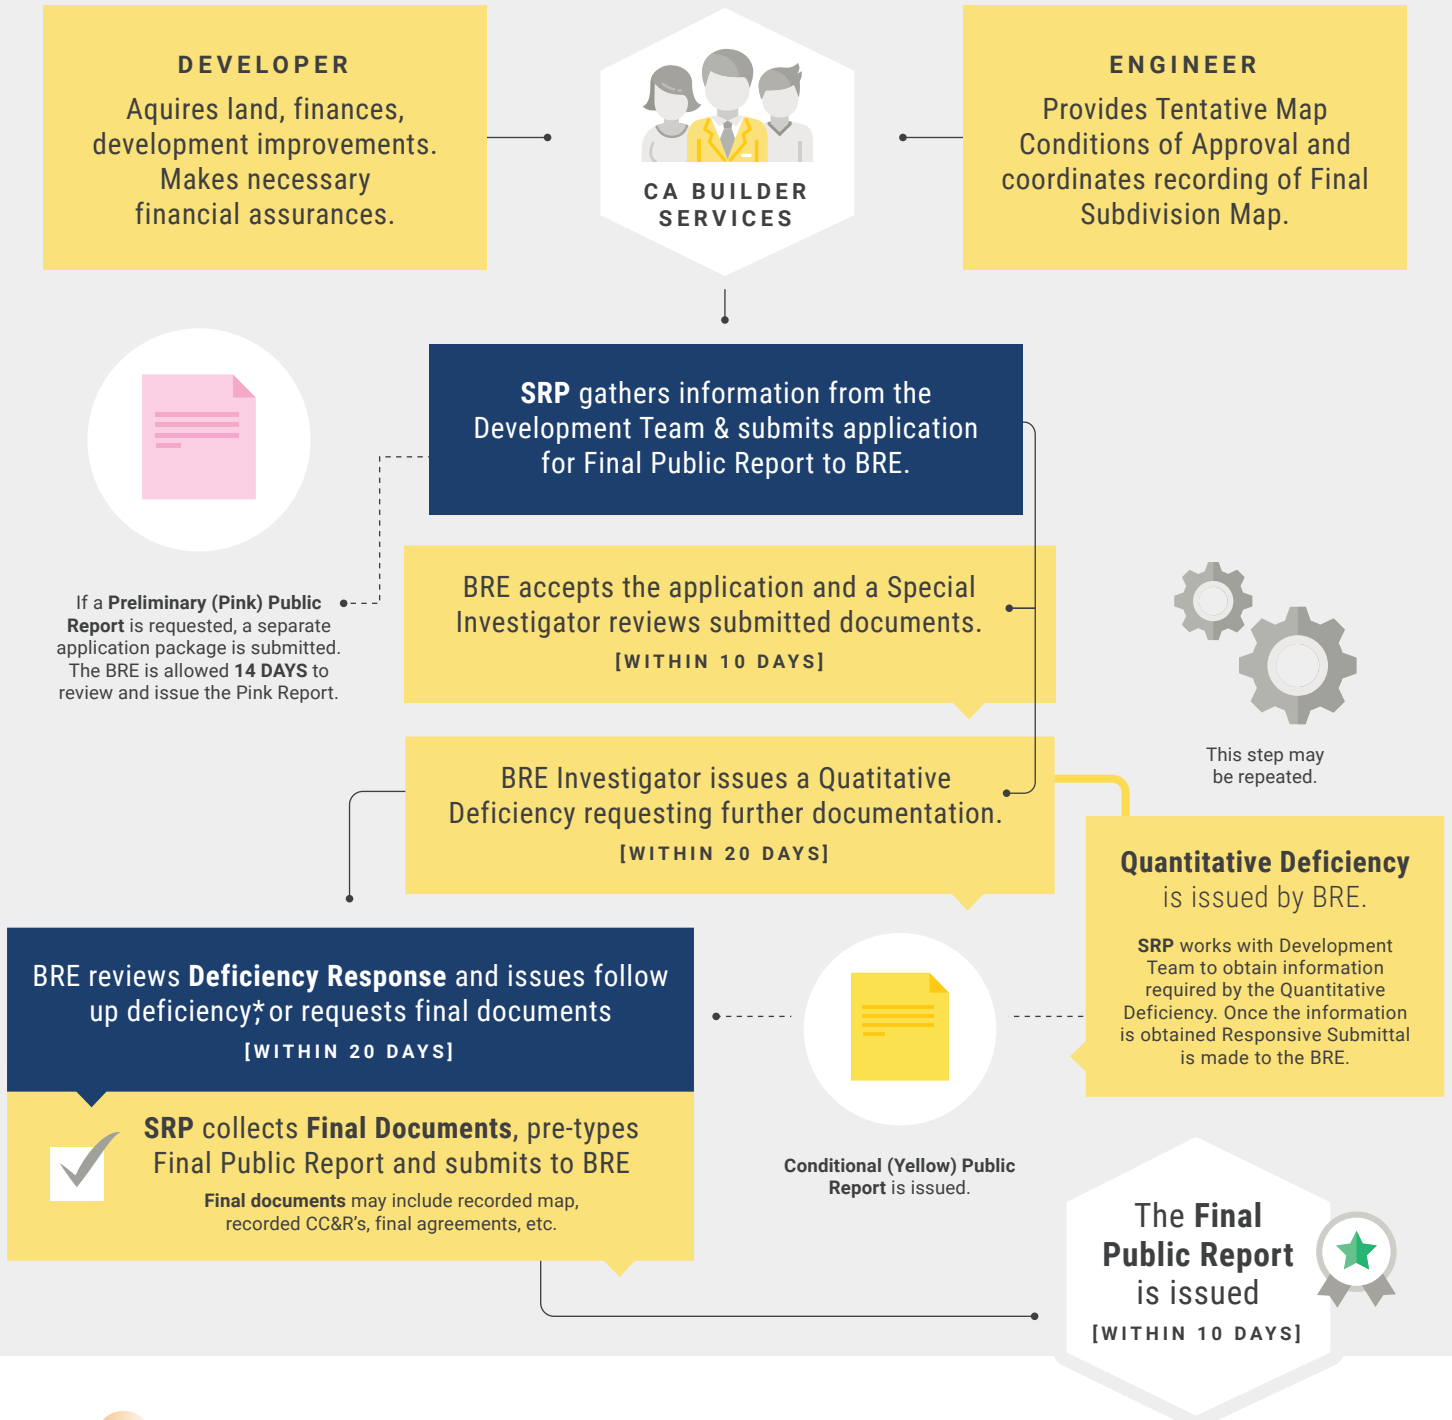 DEVELOPER
Aquires land, finances,
development improvements.
Makes necessary
financial assurances.
CA BUILDER
SERVICES
ENGINEER
Provides Tentative Map
Conditions of Approval and
coordinates recording of Final
Subdivision Map.
SRP gathers information from the
Development Team & submits application
for Final Public Report to BRE.
If a Preliminary (Pink) Public
Report is requested, a separate
application package is submitted.
The BRE is allowed 14 DAYS to
review and issue the Pink Report.
BRE accepts the application and a Special
Investigator reviews submitted documents.
[WITHIN 10 DAYS]
This step may
be repeated.
BRE Investigator issues a Quatitative
Deficiency requesting further documentation.
[WITHIN 20 DAYS]
Quantitative Deficiency
is issued by BRE.
SRP works with Development
Team to obtain information
required by the Quantitative
Deficiency. Once the information
is obtained Responsive Submittal
is made to the BRE.
BRE reviews Deficiency Response and issues follow
up deficiency,* or requests final documents
[WITHIN 20 DAYS]
SRP collects Final Documents, pre-types
Final Public Report and submits to BRE
Final documents may include recorded map,
recorded CC&R's, final agreements, etc.
Conditional (Yellow) Public
Report is issued.
The Final
Public Report
is issued
[WITHIN 10 DAYS]